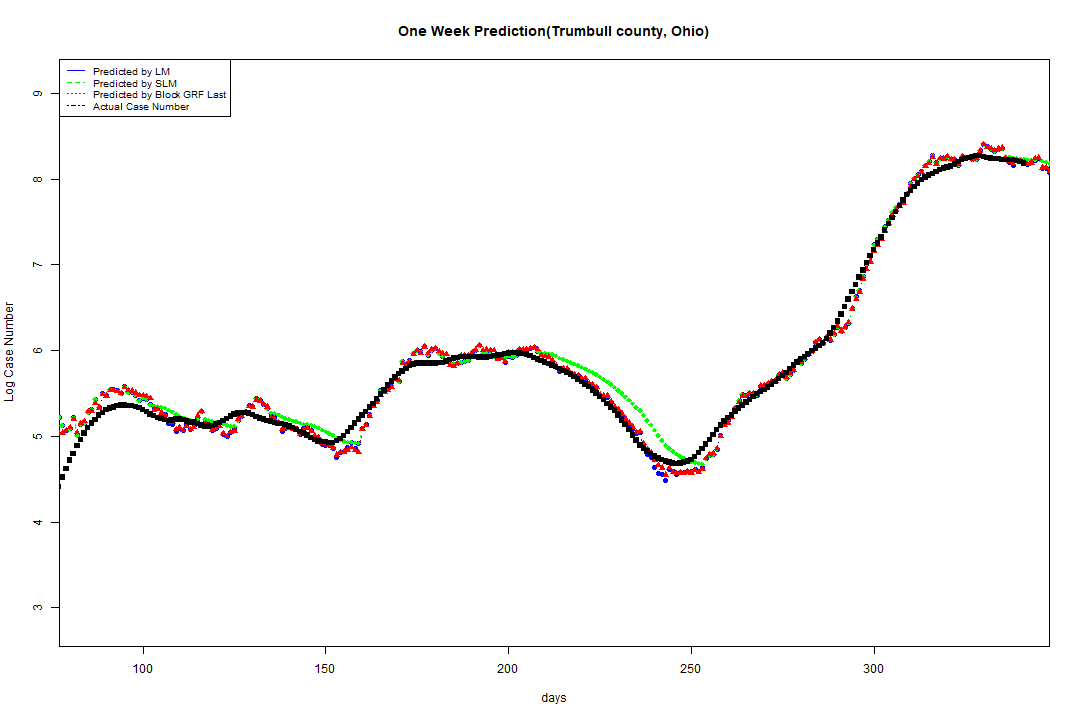 One Week Prediction(Trumbull county, Ohio)
Predicted by LM
Predicted by SLM
Predicted by Block GRF Last
Actual Case Number
9
8
7
6
5
4
3
Log Case Number
100 150 200 250 300
days